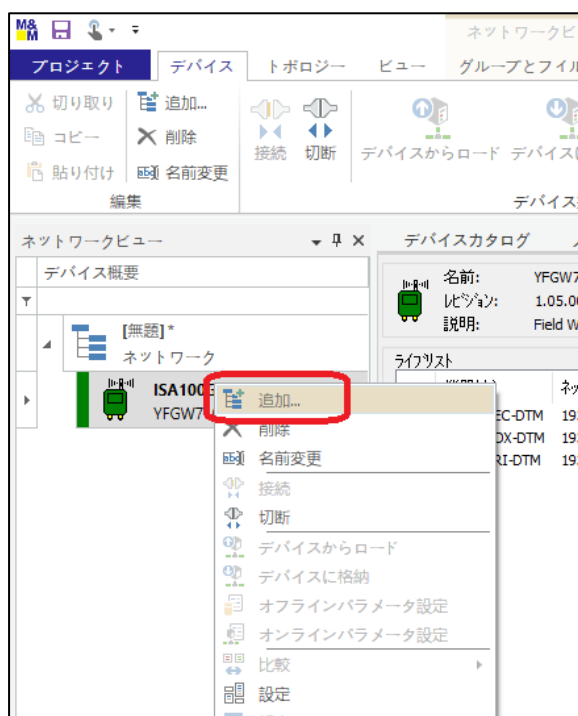 M&M
ネットワークビ
プロジェクト デバイス トポロジー ビュー グループとファイル
切り取り 追加...
コピー 削除
貼り付け 名前変更
接続 切断 デバイスからロード デバイスに
編集 デバイス
ネットワークビュー デバイスカタログ
デバイス概要
名前: YFGW7
レビジョン: 1.05.00
説明: Field W
[無題]*
ネットワーク
ライフリスト
ISA100
YFGW7
追加...
EC-DTM 19
削除
OX-DTM 19
名前変更
RI-DTM 19
接続
切断
デバイスからロード
デバイスに格納
オフラインパラメータ設定
オンラインパラメータ設定
比較
設定